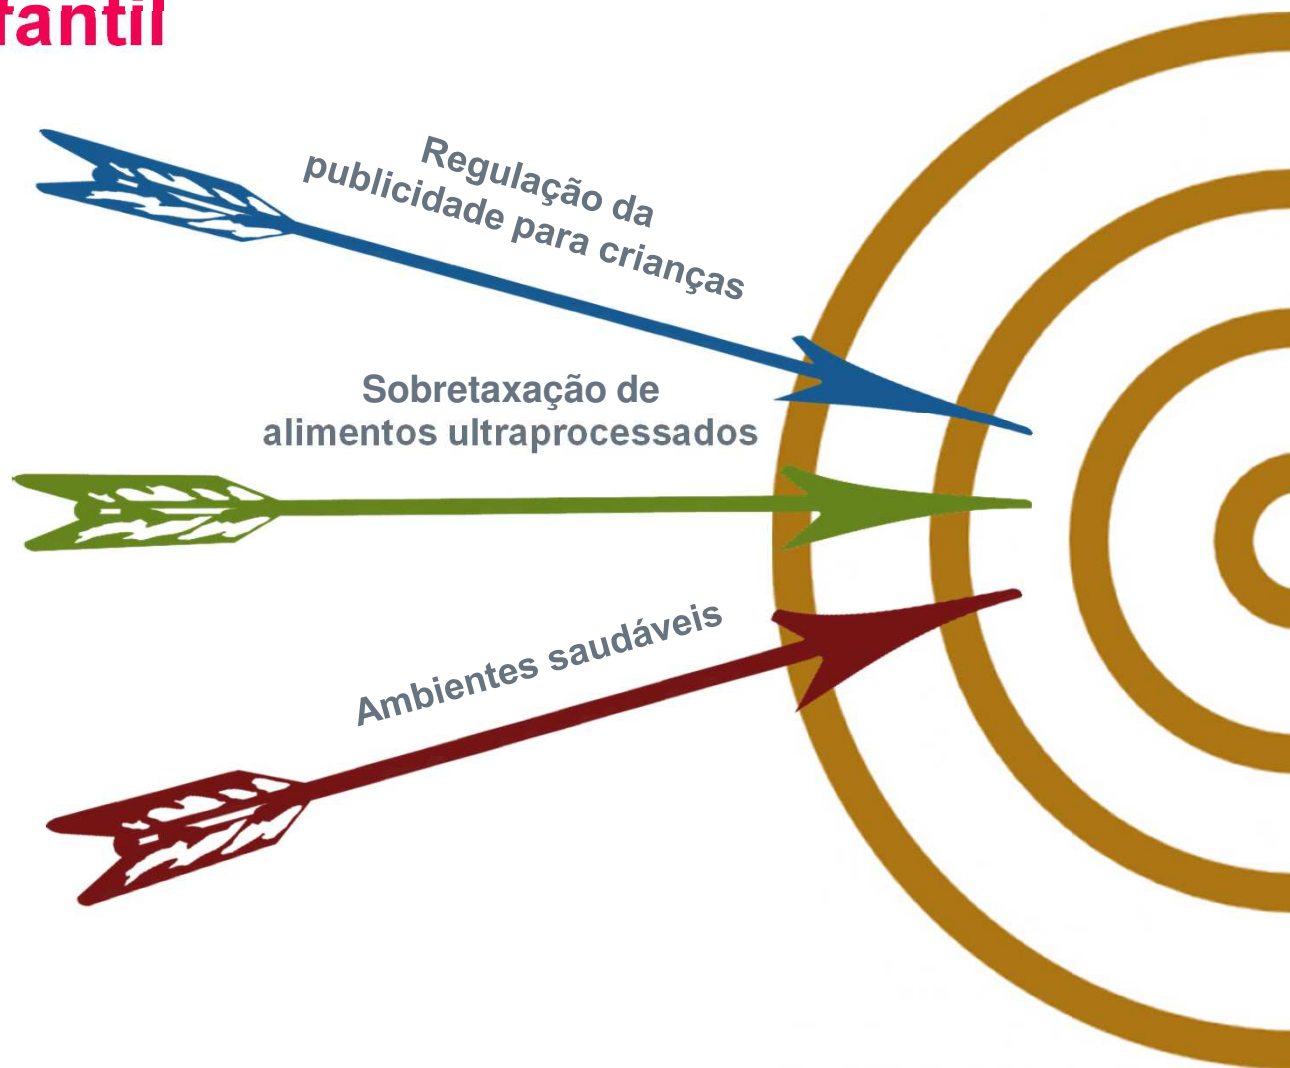 fantil
Regulação da
publicidade para crianças
Sobretaxação de
alimentos ultraprocessados
Ambientes saudáveis